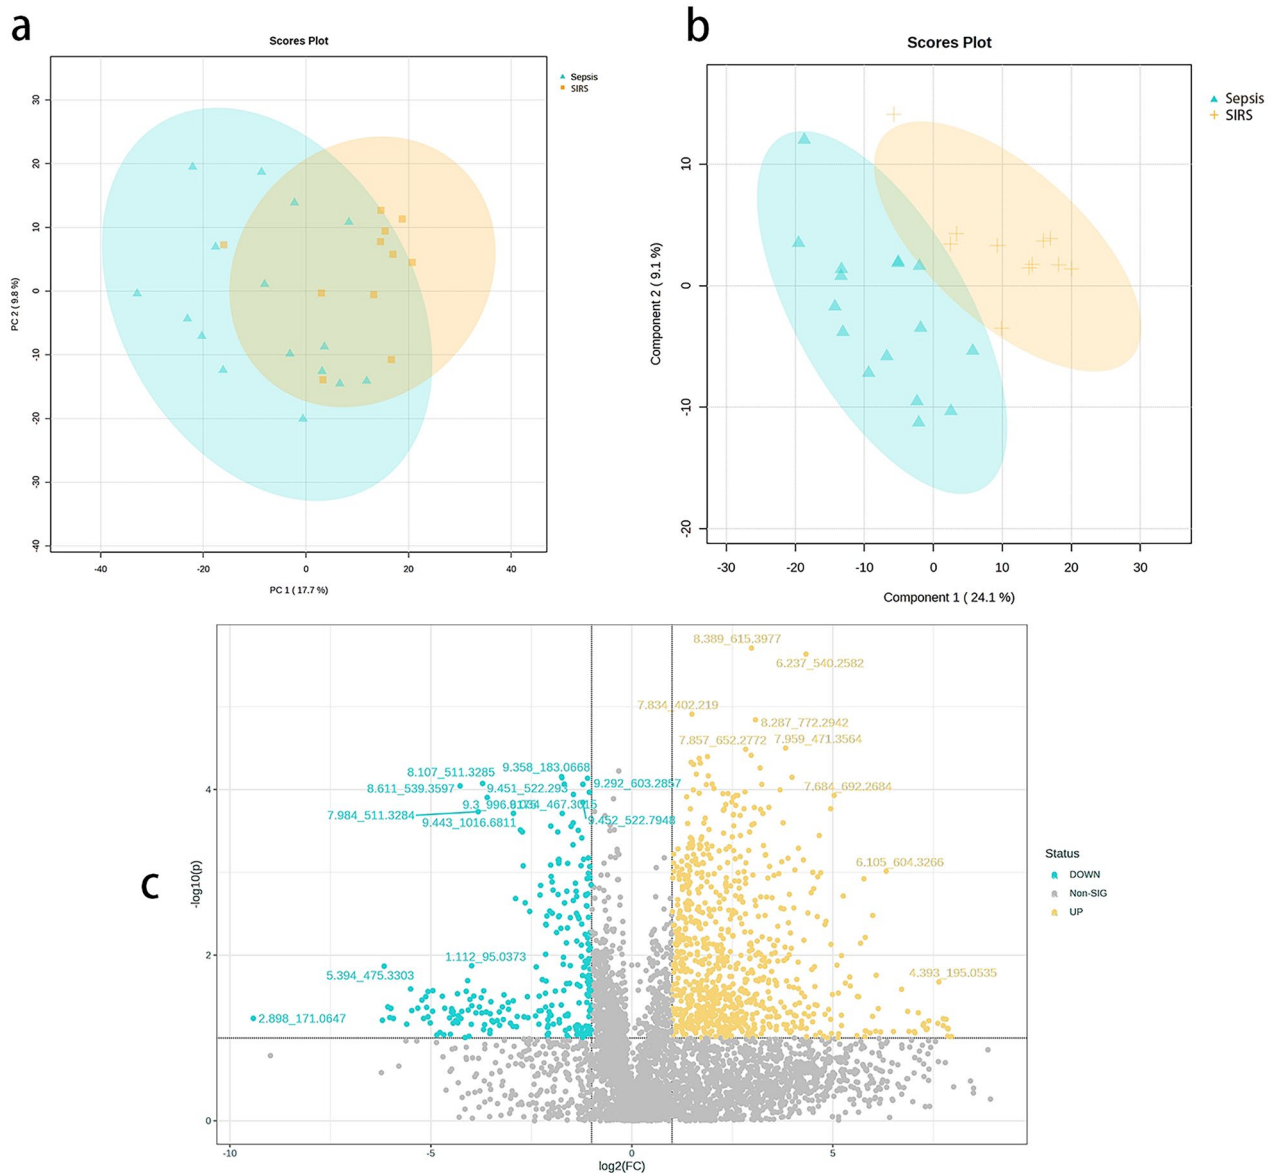 a
Scores Plot
Sepsis
SIRS
30
20
10
0
-10
-20
-30
-40
PC 2 ( 9.8 %)
-40
-20
0
20
40
PC 1 ( 17.7 %)
b
Scores Plot
Sepsis
SIRS
10
0
-10
-20
Component 2 ( 9.1 %)
-30
-20
-10
0
10
20
30
Component 1 ( 24.1 %)
c
8.389_615.3977
6.237_540.2582
7.834_402.219
8.287_772.2942
7.857_652.2772
7.959_471.3564
9.358_183.0668
8.107_511.3285
8.611_539.3597
9.451_522.293
9.292_603.2857
7.684_692.2684
7.984_511.3284
9.443_1016.6811
9.452_522.7948
6.105_604.3266
1.112_95.0373
5.394_475.3303
4.393_195.0535
2.898_171.0647
4
2
0
-log10(p)
-10
-5
0
5
log2(FC)
Status
DOWN
Non-SIG
UP